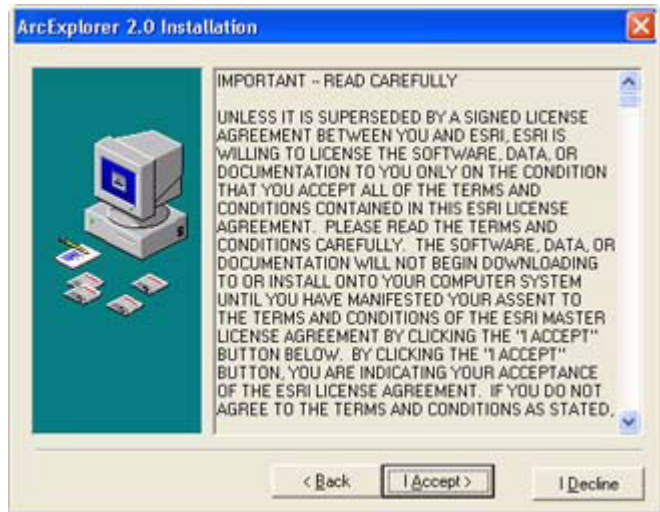 ArcExplorer 2.0 Installation
IMPORTANT -- READ CAREFULLY
UNLESS IT IS SUPERSEDED BY A SIGNED LICENSE
AGREEMENT BETWEEN YOU AND ESRI, ESRI IS
WILLING TO LICENSE THE SOFTWARE, DATA, OR
DOCUMENTATION TO YOU ONLY ON THE CONDITION
THAT YOU ACCEPT ALL OF THE TERMS AND
CONDITIONS CONTAINED IN THIS ESRI LICENSE
AGREEMENT. PLEASE READ THE TERMS AND
CONDITIONS CAREFULLY. THE SOFTWARE, DATA, OR
DOCUMENTATION WILL NOT BEGIN DOWNLOADING
TO OR INSTALL ONTO YOUR COMPUTER SYSTEM
UNTIL YOU HAVE MANIFESTED YOUR ASSENT TO
THE TERMS AND CONDITIONS OF THE ESRI MASTER
LICENSE AGREEMENT BY CLICKING THE "I ACCEPT"
BUTTON BELOW. BY CLICKING THE "I ACCEPT"
BUTTON, YOU ARE INDICATING YOUR ACCEPTANCE
OF THE ESRI LICENSE AGREEMENT. IF YOU DO NOT
AGREE TO THE TERMS AND CONDITIONS AS STATED,
< Back
I Accept >
I Decline